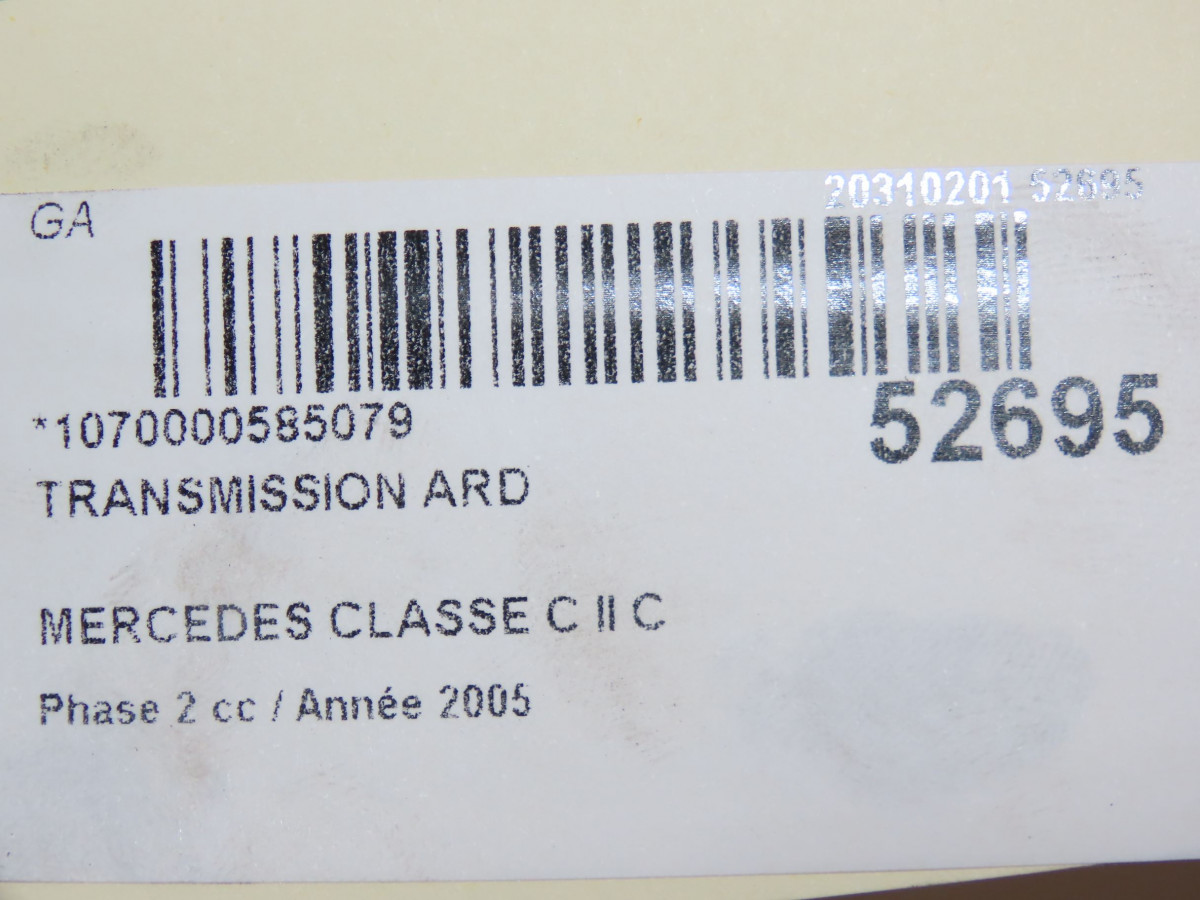 20310201 52695
GA
*1070000585079
52695
TRANSMISSION ARD
MERCEDES CLASSE C II C
Phase 2 cc / Année 2005